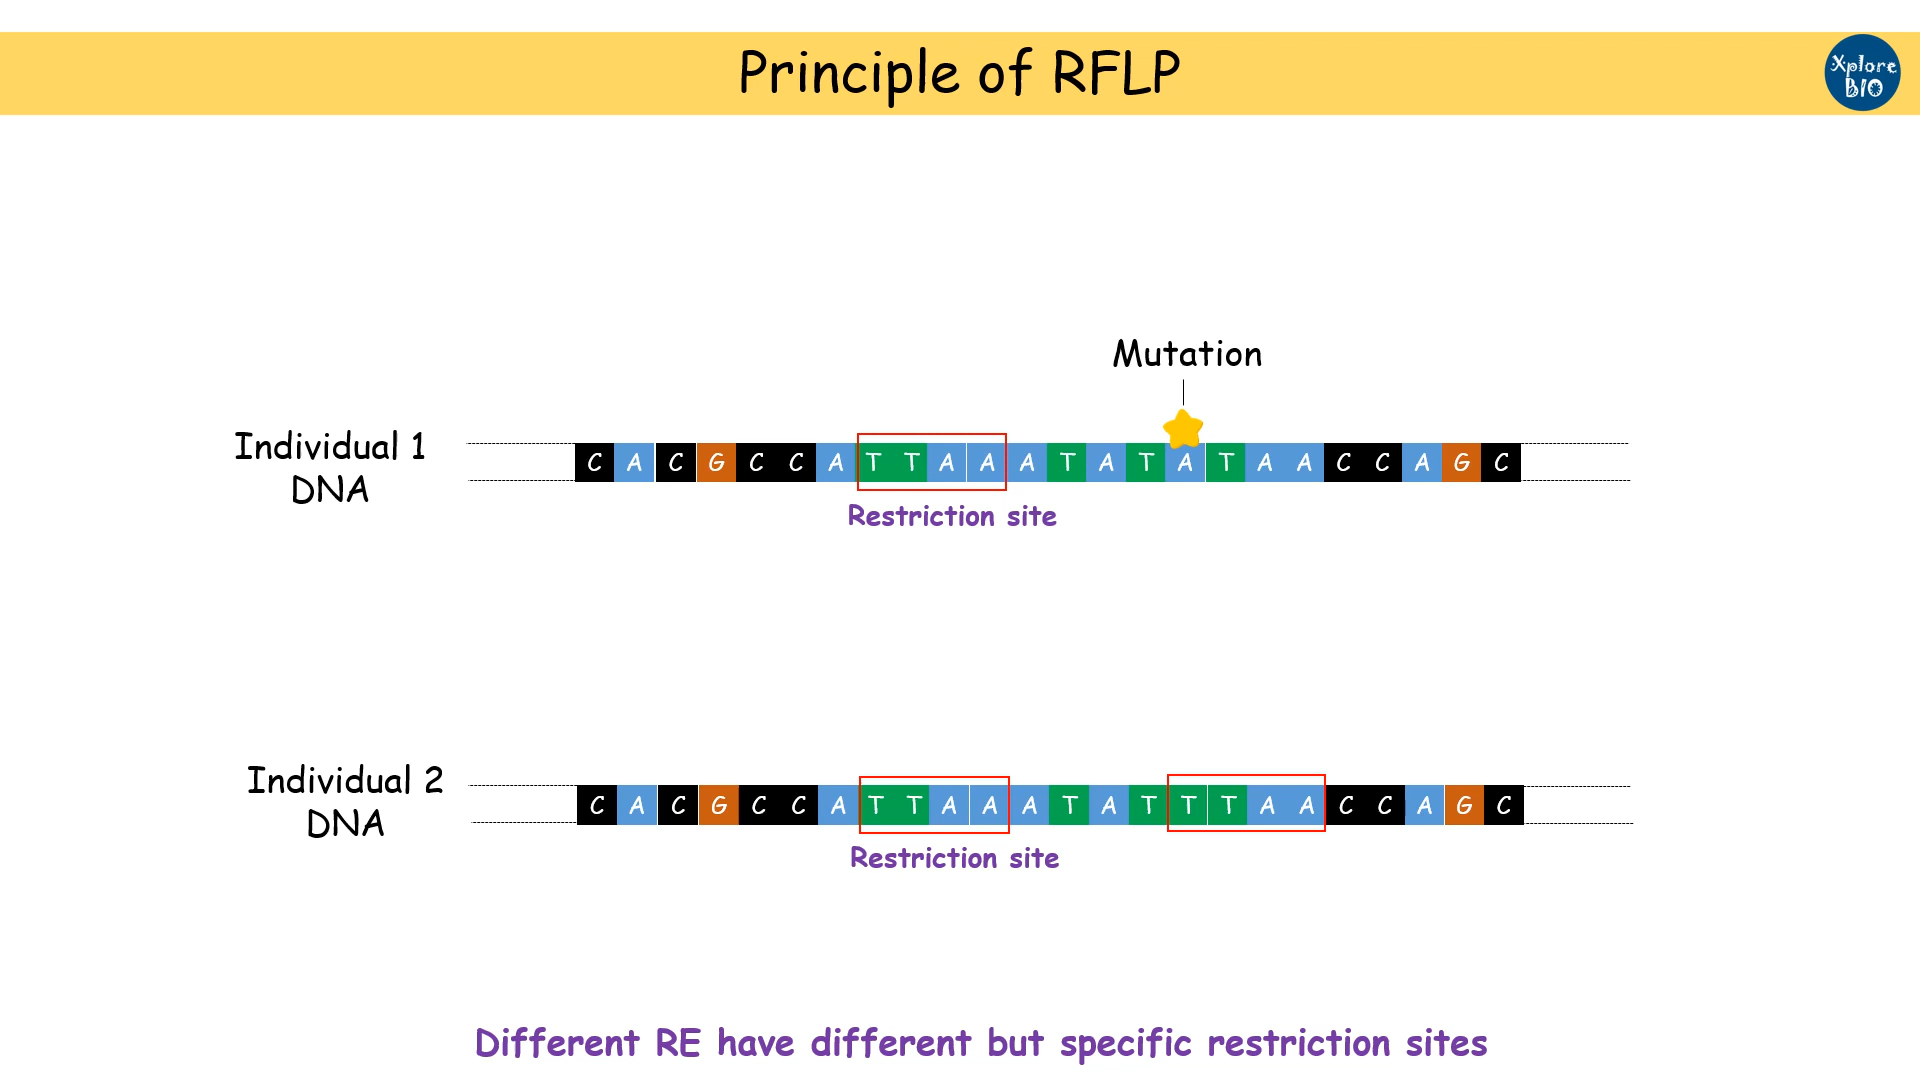 Principle of RFLP
Xplore
BIO
Mutation
Individual 1
DNA
C A C G C C A T T A A A T A T A T A A C C A G C
Restriction site
Individual 2
DNA
C A C G C C A T T A A A T A T T T A A C C A G C
Restriction site
Different RE have different but specific restriction sites